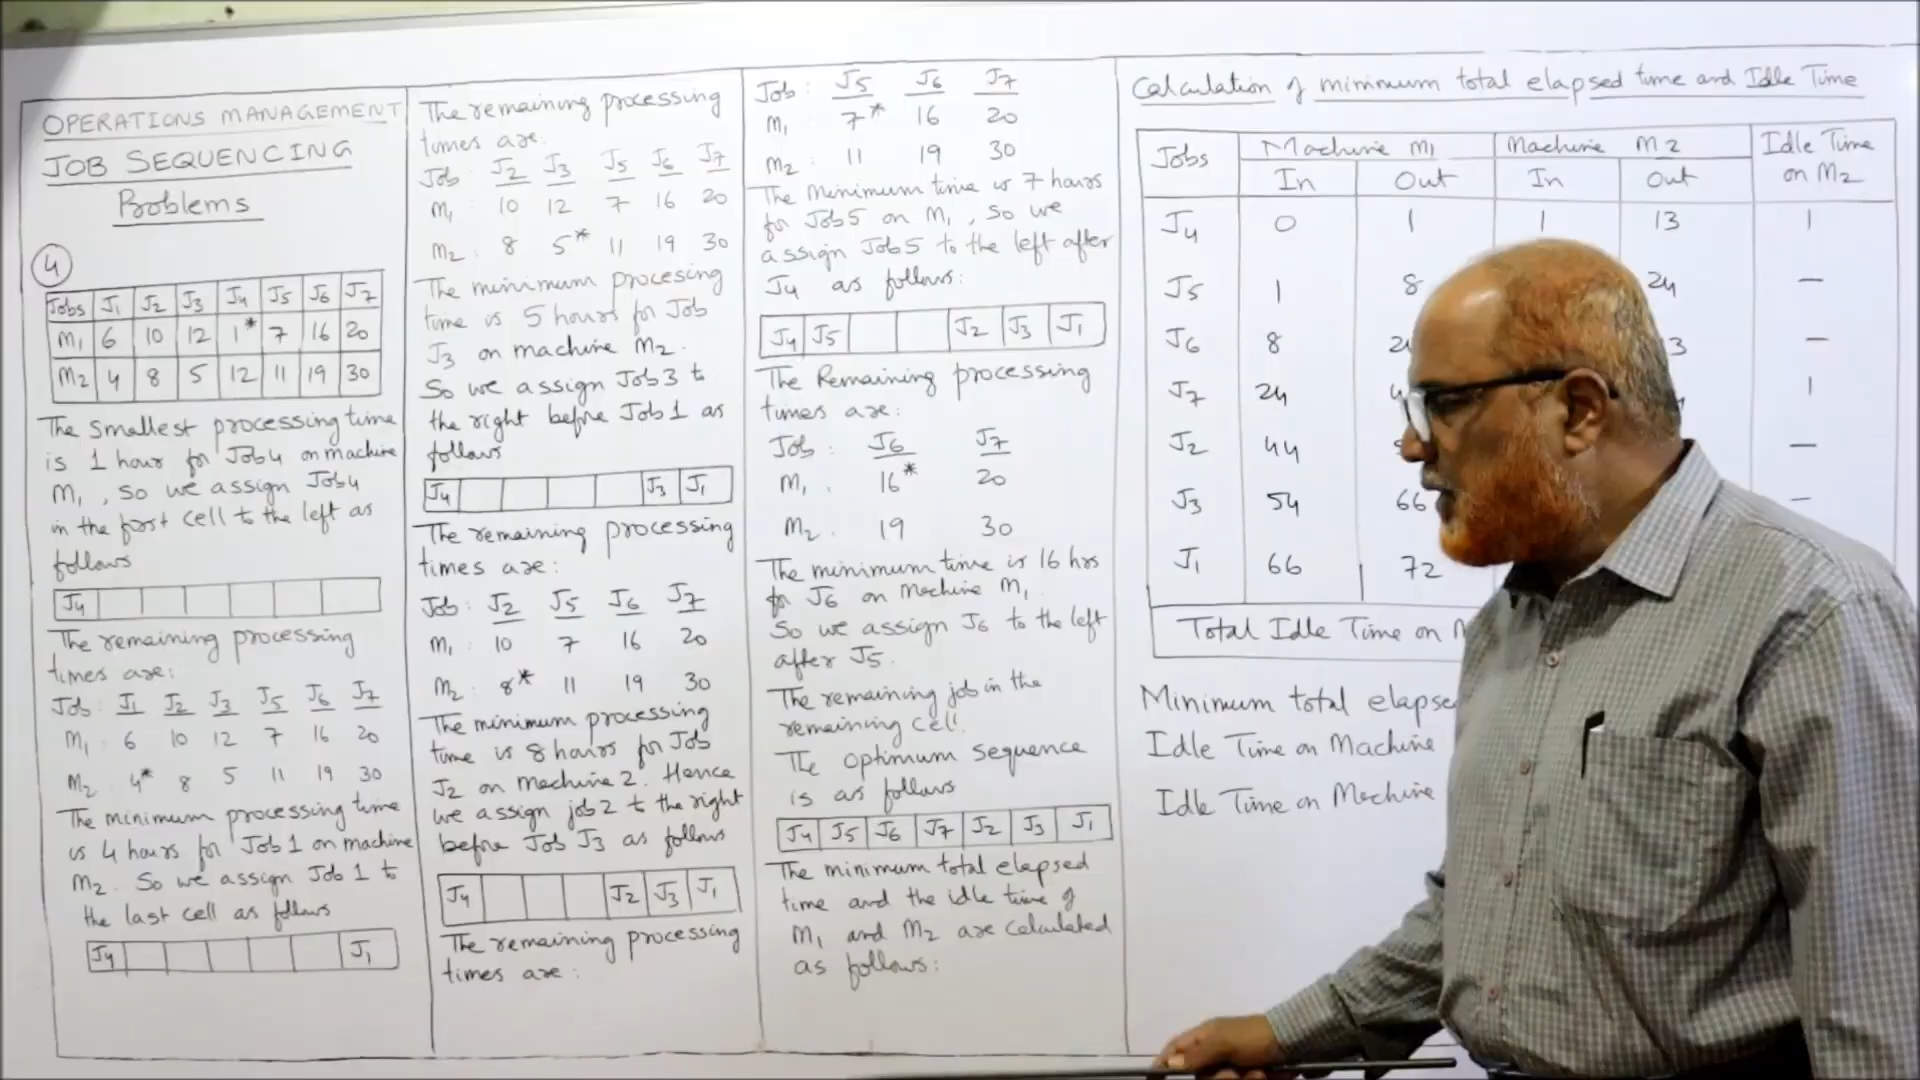 OPERATIONS MANAGEMENT
JOB SEQUENCING
Problems
4
Jobs J1 J2 J3 J4 J5 J6 J7
M1 6 10 12 1* 7 16 20
M2 4 8 5 12 11 19 30
The smallest processing time
is 1 hour for Job4 on machine
M1, so we assign Job4
in the first cell to the left as
follows
J4
The remaining processing
times are:
Job: J1 J2 J3 J5 J6 J7
M1 : 6 10 12 7 16 20
M2 4* 8 5 11 19 30
The minimum processing time
is 4 hours for Job1 on machine
M2. So we assign Job1 to
the last cell as follows
J4 J1
The remaining processing
times are:
Job: J2 J3 J5 J6 J7
M1 : 10 12 7 16 20
M2 : 8 5* 11 19 30
The minimum procesing
time is 5 hours for Job
J3 on machine M2.
So we assign Job3 to
the right before Job1 as
follows
J4 J3 J1
The remaining processing
times are:
Job: J2 J5 J6 J7
M1 : 10 7 16 20
M2 : 8* 11 19 30
The minimum processing
time is 8 hours for Job
J2 on machine 2. Hence
we assign job2 to the right
before Job J3 as follows
J4 J2 J3 J1
The remaining processing
times are:
Job: J5 J6 J7
M1 : 7* 16 20
M2 : 11 19 30
The minimum time is 7 hours
for Job5 on M1, So we
assign Job5 to the left after
J4 as follows:
J4 J5 J2 J3 J1
The Remaining processing
times are:
Job: J6 J7
M1 : 16* 20
M2 : 19 30
The minimum time is 16 hrs
for J6 on Machine M1.
So we assign J6 to the left
after J5.
The remaining job in the
remaining cell.
The optimum sequence
is as follows
J4 J5 J6 J7 J2 J3 J1
The minimum total elapsed
time and the idle time of
M1 and M2 are calculated
as follows:
Calculation of minimum total elapsed time and Idle Time
Jobs Machine M1 Machine M2 Idle Time
In Out In Out on M2
J4 0 1 1 13 1
J5 1 8 24 —
J6 8 —
J7 24 1
J2 44 —
J3 54 66 —
J1 66 72
Total Idle Time on
Minimum total
Idle Time on Machine
Idle Time on Machine